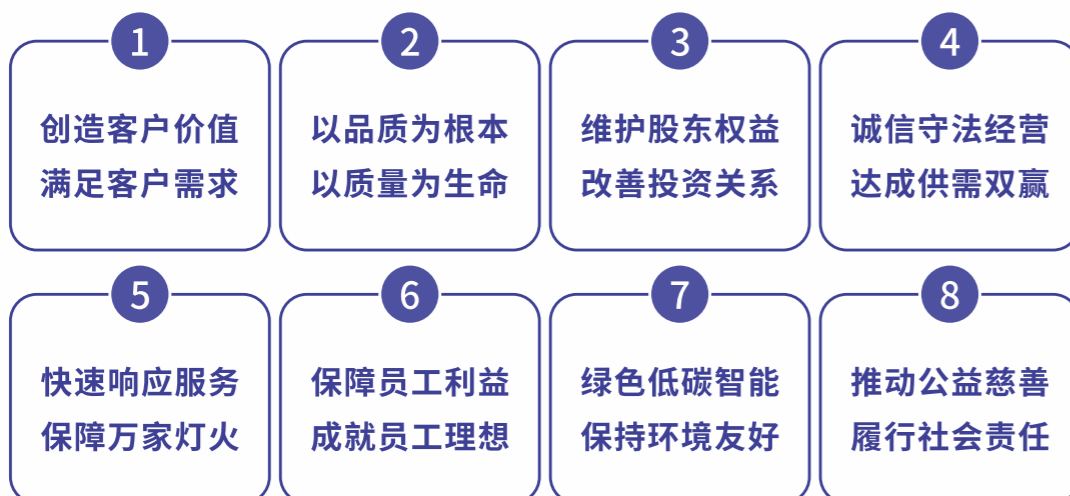 1
创造客户价值
满足客户需求
2
以品质为根本
以质量为生命
3
维护股东权益
改善投资关系
4
诚信守法经营
达成供需双赢
5
快速响应服务
保障万家灯火
6
保障员工利益
成就员工理想
7
绿色低碳智能
保持环境友好
8
推动公益慈善
履行社会责任